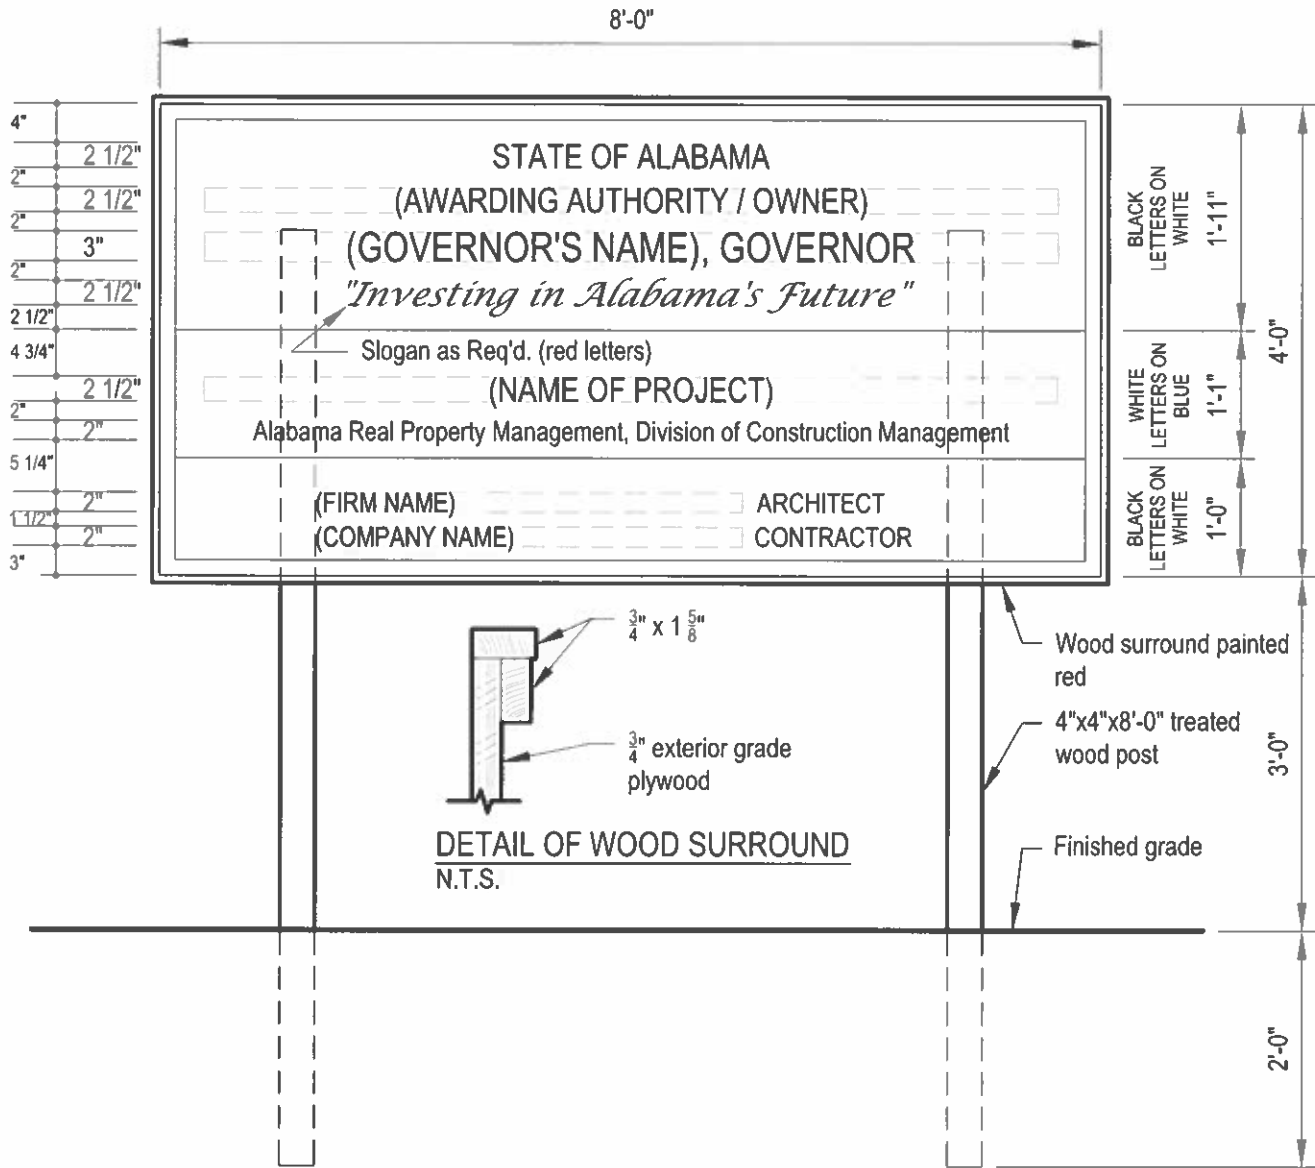 8'-0"
4"
2 1/2"
2"
2 1/2"
2"
3"
2"
2 1/2"
2 1/2"
4 3/4"
2 1/2"
2"
2"
5 1/4"
2"
1 1/2"
2"
3"
STATE OF ALABAMA
(AWARDING AUTHORITY / OWNER)
(GOVERNOR'S NAME), GOVERNOR
"Investing in Alabama's Future"
Slogan as Req'd. (red letters)
(NAME OF PROJECT)
Alabama Real Property Management, Division of Construction Management
(FIRM NAME) ARCHITECT
(COMPANY NAME) CONTRACTOR
BLACK
LETTERS ON
WHITE
1'-11"
WHITE
LETTERS ON
BLUE
1'-1"
BLACK
LETTERS ON
WHITE
1'-0"
4'-0"
3/4" x 1 5/8"
3/4" exterior grade
plywood
DETAIL OF WOOD SURROUND
N.T.S.
Wood surround painted
red
4"x4"x8'-0" treated
wood post
Finished grade
3'-0"
2'-0"